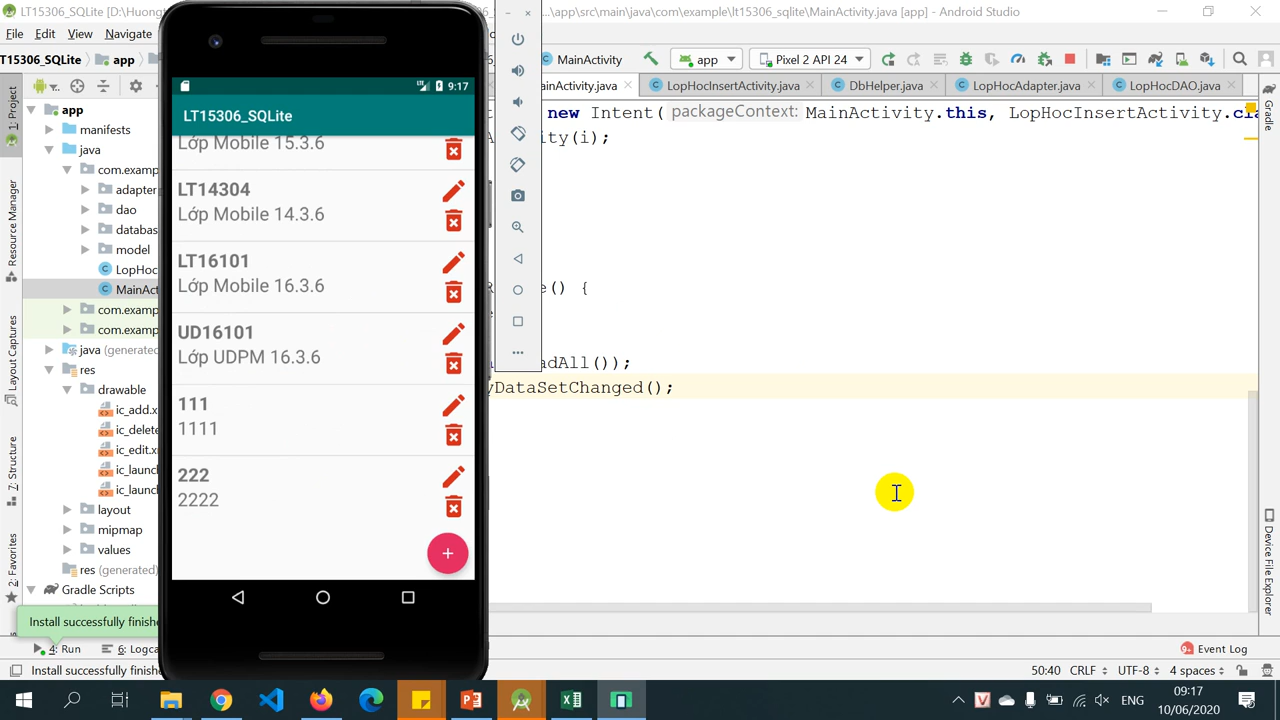 LT15306_SQLite [D:\Huongt
...\app\src\main\java\com\example\lt15306_sqlite\MainActivity.java [app] - Android Studio
File Edit View
LT15306_SQLite app
MainActivity
app
Pixel 2 API 24
MainActivity.java
LopHocInsertActivity.java
DbHelper.java
LopHocAdapter.java
LopHocDAO.java
1: Project
Resource Manager
Layout Captures
7: Structure
2: Favorites
Gradle
Device File Explorer
app
manifests
java
com.examp
adapter
dao
databas
model
LopHo
MainAct
com.examp
com.examp
java (generated)
res
drawable
ic_add.x
ic_delete
ic_edit.x
ic_launc
ic_launc
layout
mipmap
values
res (generated)
Gradle Scripts
new Intent( packageContext: MainActivity.this, LopHocInsertActivity.cla
ity(i);
e() {
adAll());
yDataSetChanged();
LTE 9:17
LT15306_SQLite
Lớp Mobile 15.3.6
LT14304
Lớp Mobile 14.3.6
LT16101
Lớp Mobile 16.3.6
UD16101
Lớp UDPM 16.3.6
111
1111
222
2222
Install successfully finishe
4: Run 6: Logca
Event Log
Install successfully finishe
50:40 CRLF UTF-8 4 spaces
ENG
09:17
10/06/2020